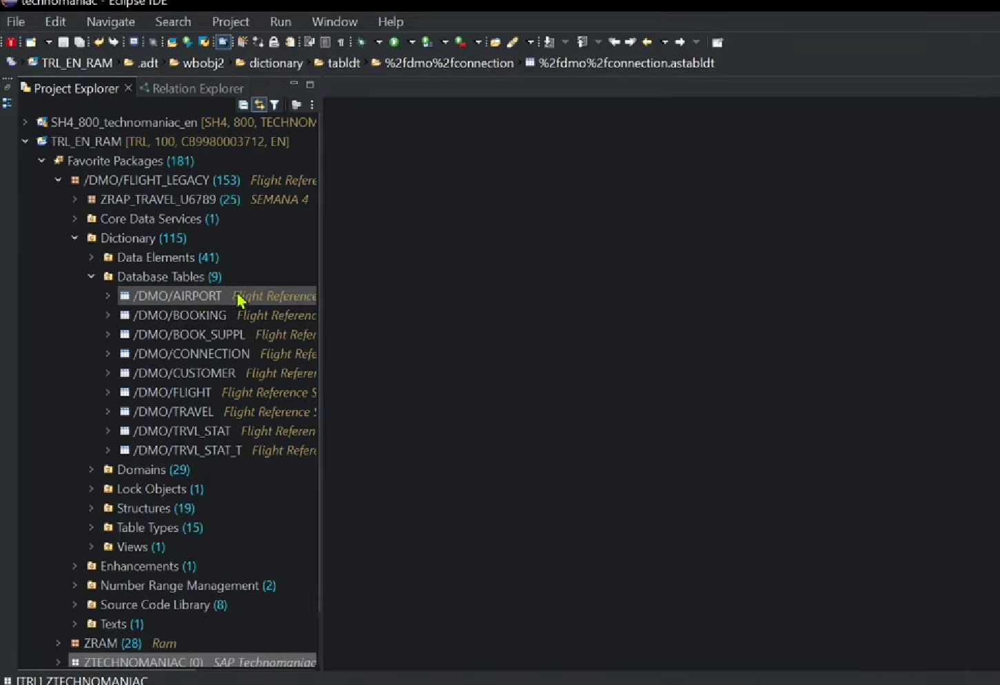 technomaniac - Eclipse IDE
File Edit Navigate Search Project Run Window Help
TRL_EN_RAM .adt wbobj2 dictionary tabldt %2fdmo%2fconnection %2fdmo%2fconnection.astabldt
Project Explorer Relation Explorer
SH4_800_technomaniac_en [SH4, 800, TECHNOM
TRL_EN_RAM [TRL, 100, CB9980003712, EN]
Favorite Packages (181)
/DMO/FLIGHT_LEGACY (153) Flight Refere
ZRAP_TRAVEL_U6789 (25) SEMANA 4
Core Data Services (1)
Dictionary (115)
Data Elements (41)
Database Tables (9)
/DMO/AIRPORT Flight Reference
/DMO/BOOKING Flight Referenc
/DMO/BOOK_SUPPL Flight Refer
/DMO/CONNECTION Flight Refe
/DMO/CUSTOMER Flight Referer
/DMO/FLIGHT Flight Reference S
/DMO/TRAVEL Flight Reference
/DMO/TRVL_STAT Flight Referen
/DMO/TRVL_STAT_T Flight Refere
Domains (29)
Lock Objects (1)
Structures (19)
Table Types (15)
Views (1)
Enhancements (1)
Number Range Management (2)
Source Code Library (8)
Texts (1)
ZRAM (28) Ram
ZTECHNOMANIAC (0) SAP Technomaniac
[TRL] ZTECHNOMANIAC